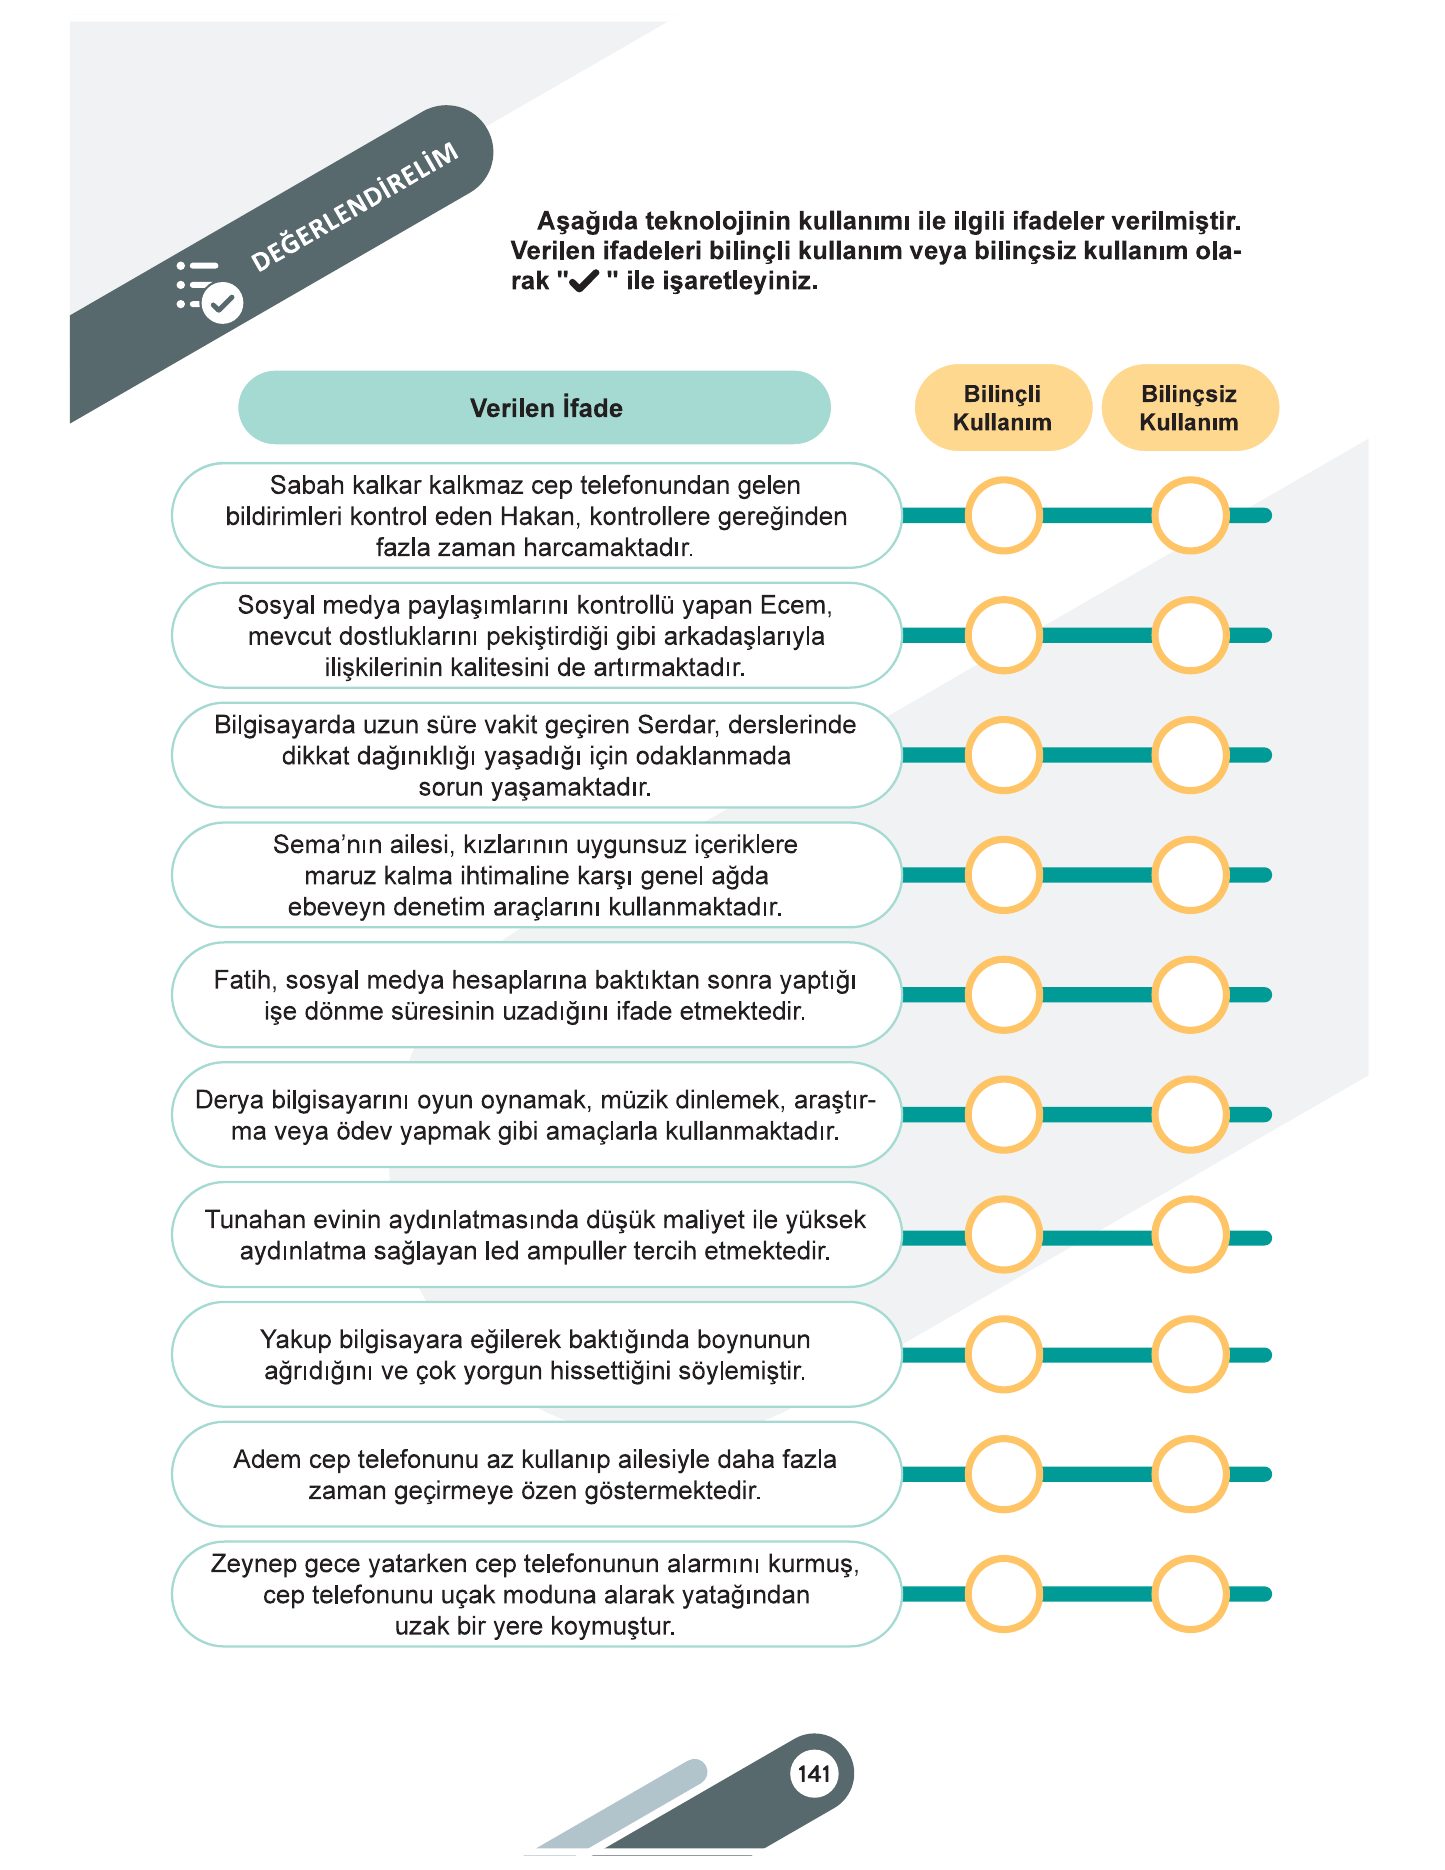 DEĞERLENDİRELİM
Aşağıda teknolojinin kullanımı ile ilgili ifadeler verilmiştir.
Verilen ifadeleri bilinçli kullanım veya bilinçsiz kullanım ola-
rak "✓" ile işaretleyiniz.
Verilen İfade
Bilinçli
Kullanım
Bilinçsiz
Kullanım
Sabah kalkar kalkmaz cep telefonundan gelen
bildirimleri kontrol eden Hakan, kontrollere gereğinden
fazla zaman harcamaktadır.
Sosyal medya paylaşımlarını kontrollü yapan Ecem,
mevcut dostluklarını pekiştirdiği gibi arkadaşlarıyla
ilişkilerinin kalitesini de artırmaktadır.
Bilgisayarda uzun süre vakit geçiren Serdar, derslerinde
dikkat dağınıklığı yaşadığı için odaklanmada
sorun yaşamaktadır.
Sema’nın ailesi, kızlarının uygunsuz içeriklere
maruz kalma ihtimaline karşı genel ağda
ebeveyn denetim araçlarını kullanmaktadır.
Fatih, sosyal medya hesaplarına baktıktan sonra yaptığı
işe dönme süresinin uzadığını ifade etmektedir.
Derya bilgisayarını oyun oynamak, müzik dinlemek, araştır-
ma veya ödev yapmak gibi amaçlarla kullanmaktadır.
Tunahan evinin aydınlatmasında düşük maliyet ile yüksek
aydınlatma sağlayan led ampuller tercih etmektedir.
Yakup bilgisayara eğilerek baktığında boynunun
ağrıdığını ve çok yorgun hissettiğini söylemiştir.
Adem cep telefonunu az kullanıp ailesiyle daha fazla
zaman geçirmeye özen göstermektedir.
Zeynep gece yatarken cep telefonunun alarmını kurmuş,
cep telefonunu uçak moduna alarak yatağından
uzak bir yere koymuştur.
141